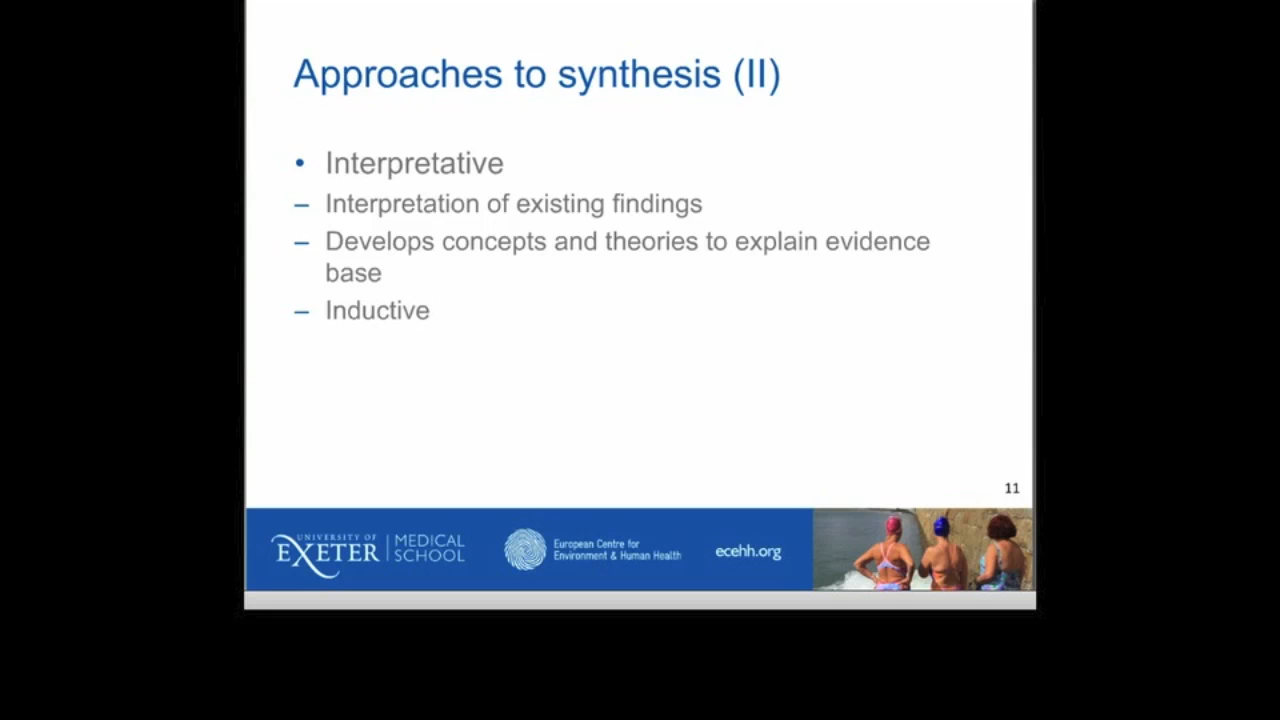 Approaches to synthesis (II)
• Interpretative
– Interpretation of existing findings
– Develops concepts and theories to explain evidence
base
– Inductive
11
UNIVERSITY OF
EXETER
MEDICAL
SCHOOL
European Centre for
Environment & Human Health
ecehh.org